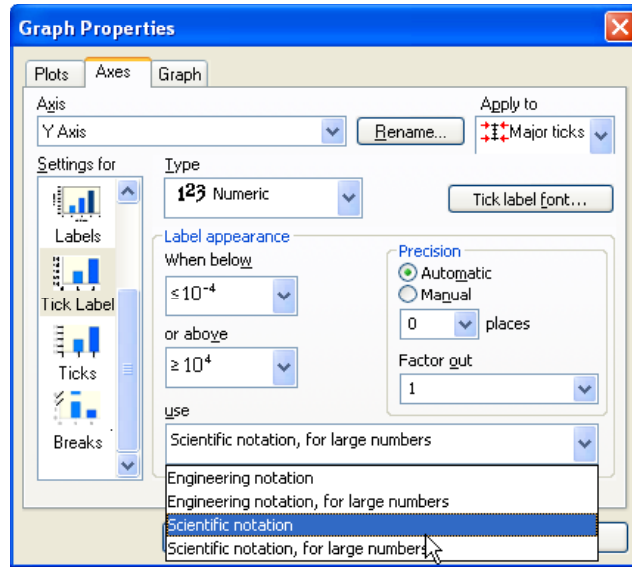 Graph Properties
Plots Axes Graph
Axis
Apply to
Y Axis
Rename...
Major ticks
Settings for
Type
123 Numeric
Tick label font...
Labels
Label appearance
When below
Precision
Automatic
Manual
≤10⁻⁴
0 places
Tick Label
or above
≥10⁴
Factor out
1
Ticks
use
Breaks
Scientific notation, for large numbers
Engineering notation
Engineering notation, for large numbers
Scientific notation
Scientific notation, for large numbers